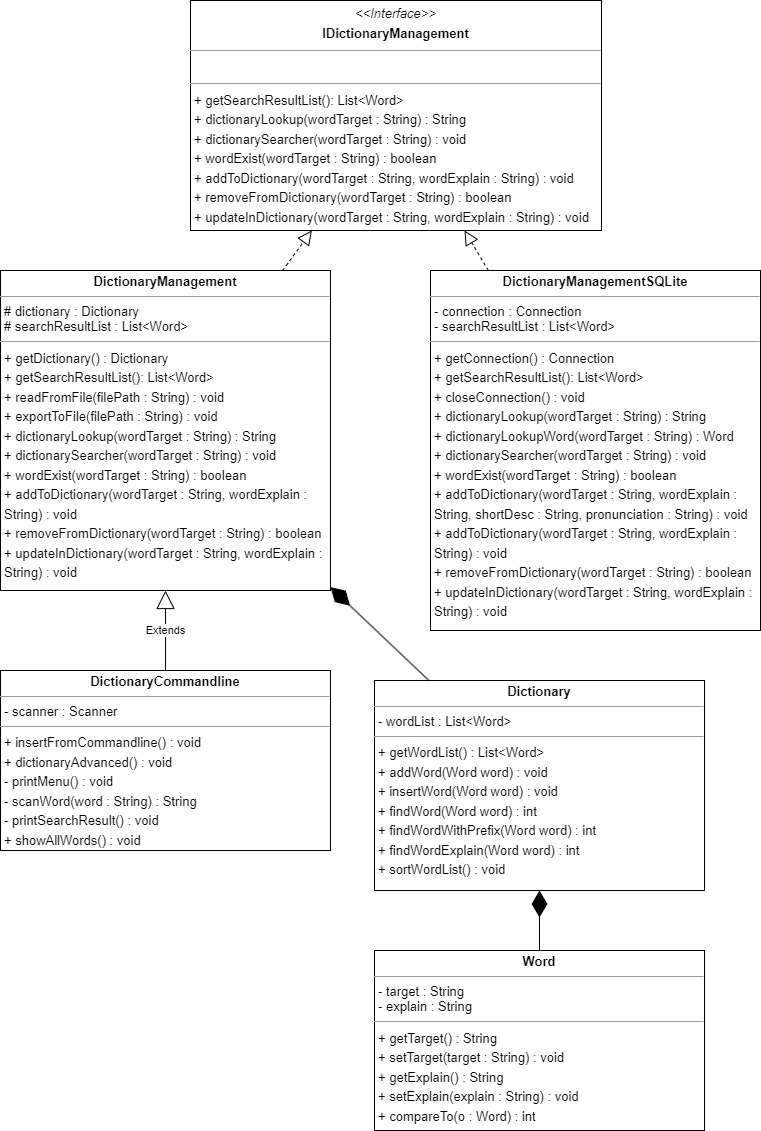 <<Interface>>
IDictionaryManagement
+ getSearchResultList(): List<Word>
+ dictionaryLookup(wordTarget : String) : String
+ dictionarySearcher(wordTarget : String) : void
+ wordExist(wordTarget : String) : boolean
+ addToDictionary(wordTarget : String, wordExplain : String) : void
+ removeFromDictionary(wordTarget : String) : boolean
+ updateInDictionary(wordTarget : String, wordExplain : String) : void
DictionaryManagement
# dictionary : Dictionary
# searchResultList : List<Word>
+ getDictionary() : Dictionary
+ getSearchResultList(): List<Word>
+ readFromFile(filePath : String) : void
+ exportToFile(filePath : String) : void
+ dictionaryLookup(wordTarget : String) : String
+ dictionarySearcher(wordTarget : String) : void
+ wordExist(wordTarget : String) : boolean
+ addToDictionary(wordTarget : String, wordExplain :
String) : void
+ removeFromDictionary(wordTarget : String) : boolean
+ updateInDictionary(wordTarget : String, wordExplain :
String) : void
DictionaryManagementSQLite
- connection : Connection
- searchResultList : List<Word>
+ getConnection() : Connection
+ getSearchResultList(): List<Word>
+ closeConnection() : void
+ dictionaryLookup(wordTarget : String) : String
+ dictionaryLookupWord(wordTarget : String) : Word
+ dictionarySearcher(wordTarget : String) : void
+ wordExist(wordTarget : String) : boolean
+ addToDictionary(wordTarget : String, wordExplain :
String, shortDesc : String, pronunciation : String) : void
+ addToDictionary(wordTarget : String, wordExplain :
String) : void
+ removeFromDictionary(wordTarget : String) : boolean
+ updateInDictionary(wordTarget : String, wordExplain :
String) : void
Extends
DictionaryCommandline
- scanner : Scanner
+ insertFromCommandline() : void
+ dictionaryAdvanced() : void
- printMenu() : void
- scanWord(word : String) : String
- printSearchResult() : void
+ showAllWords() : void
Dictionary
- wordList : List<Word>
+ getWordList() : List<Word>
+ addWord(Word word) : void
+ insertWord(Word word) : void
+ findWord(Word word) : int
+ findWordWithPrefix(Word word) : int
+ findWordExplain(Word word) : int
+ sortWordList() : void
Word
- target : String
- explain : String
+ getTarget() : String
+ setTarget(target : String) : void
+ getExplain() : String
+ setExplain(explain : String) : void
+ compareTo(o : Word) : int